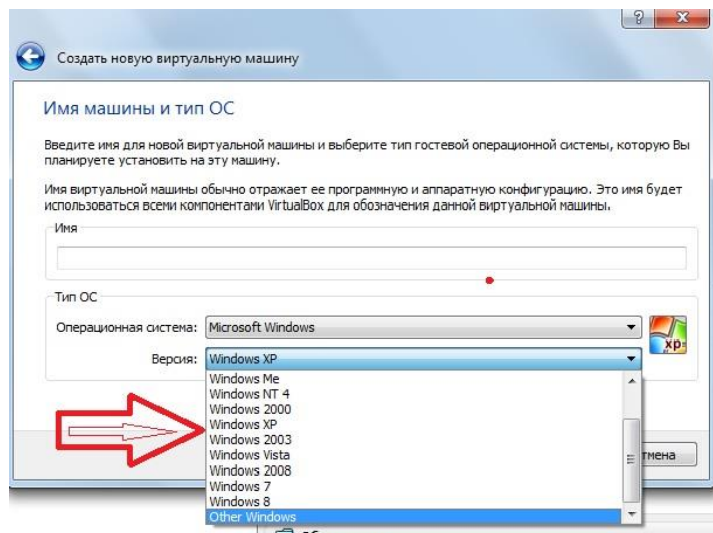 ?
X
Создать новую виртуальную машину
Имя машины и тип ОС
Введите имя для новой виртуальной машины и выберите тип гостевой операционной системы, которую Вы
планируете установить на эту машину.
Имя виртуальной машины обычно отражает ее программную и аппаратную конфигурацию. Это имя будет
использоваться всеми компонентами VirtualBox для обозначения данной виртуальной машины.
Имя
Тип ОС
Операционная система: Microsoft Windows
xp
Версия: Windows XP
Windows Me
Windows NT 4
Windows 2000
Windows XP
Windows 2003
Windows Vista
Windows 2008
Windows 7
Windows 8
Other Windows
тмена